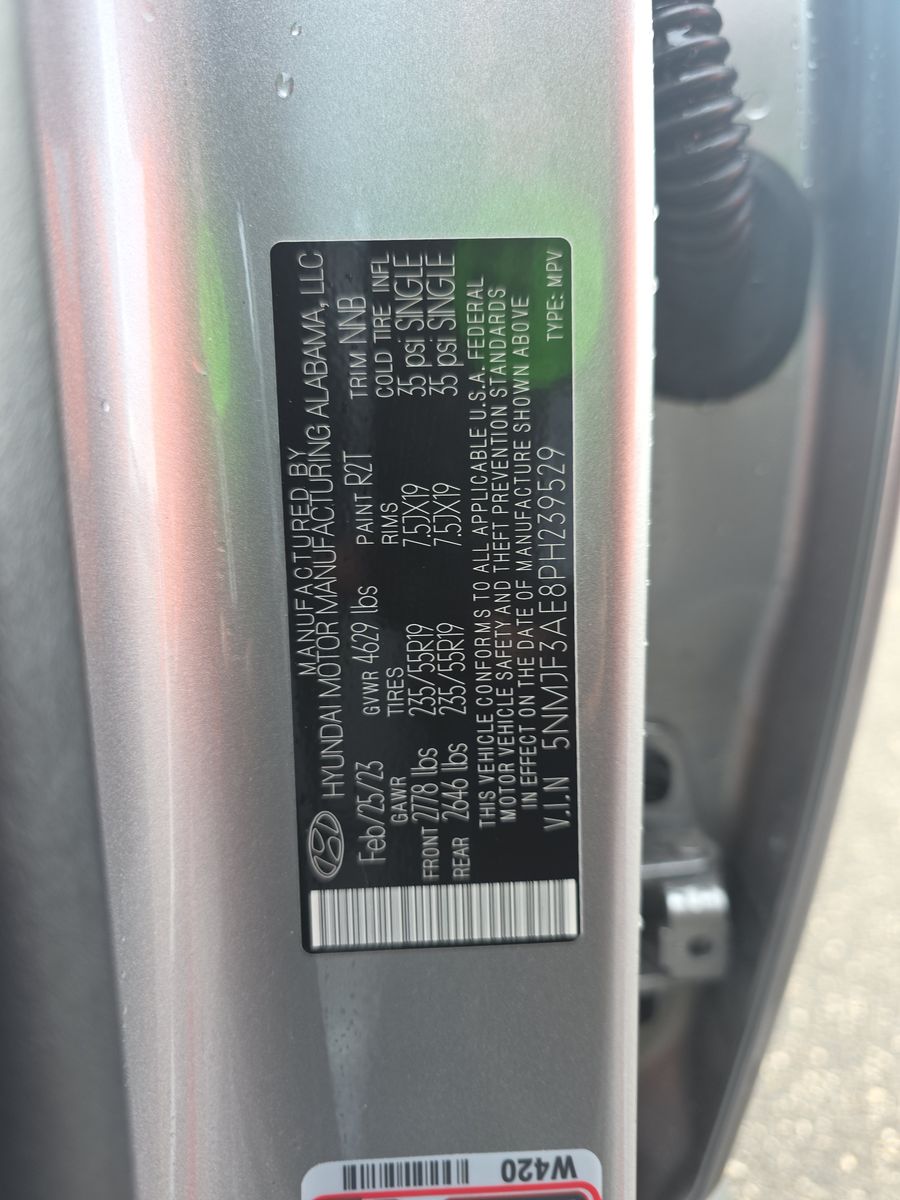 MANUFACTURED BY
HYUNDAI MOTOR MANUFACTURING ALABAMA, LLC
Feb/25/23 GVWR 4629 lbs PAINT R2T TRIM NNB
GAWR TIRES RIMS COLD TIRE INFL
FRONT 2778 lbs 235/55R19 7.5JX19 35 psi SINGLE
REAR 2646 lbs 235/55R19 7.5JX19 35 psi SINGLE
THIS VEHICLE CONFORMS TO ALL APPLICABLE U.S.A. FEDERAL
MOTOR VEHICLE SAFETY AND THEFT PREVENTION STANDARDS
IN EFFECT ON THE DATE OF MANUFACTURE SHOWN ABOVE
V.I.N 5NMJF3AE8PH239529 TYPE: MPV
W420